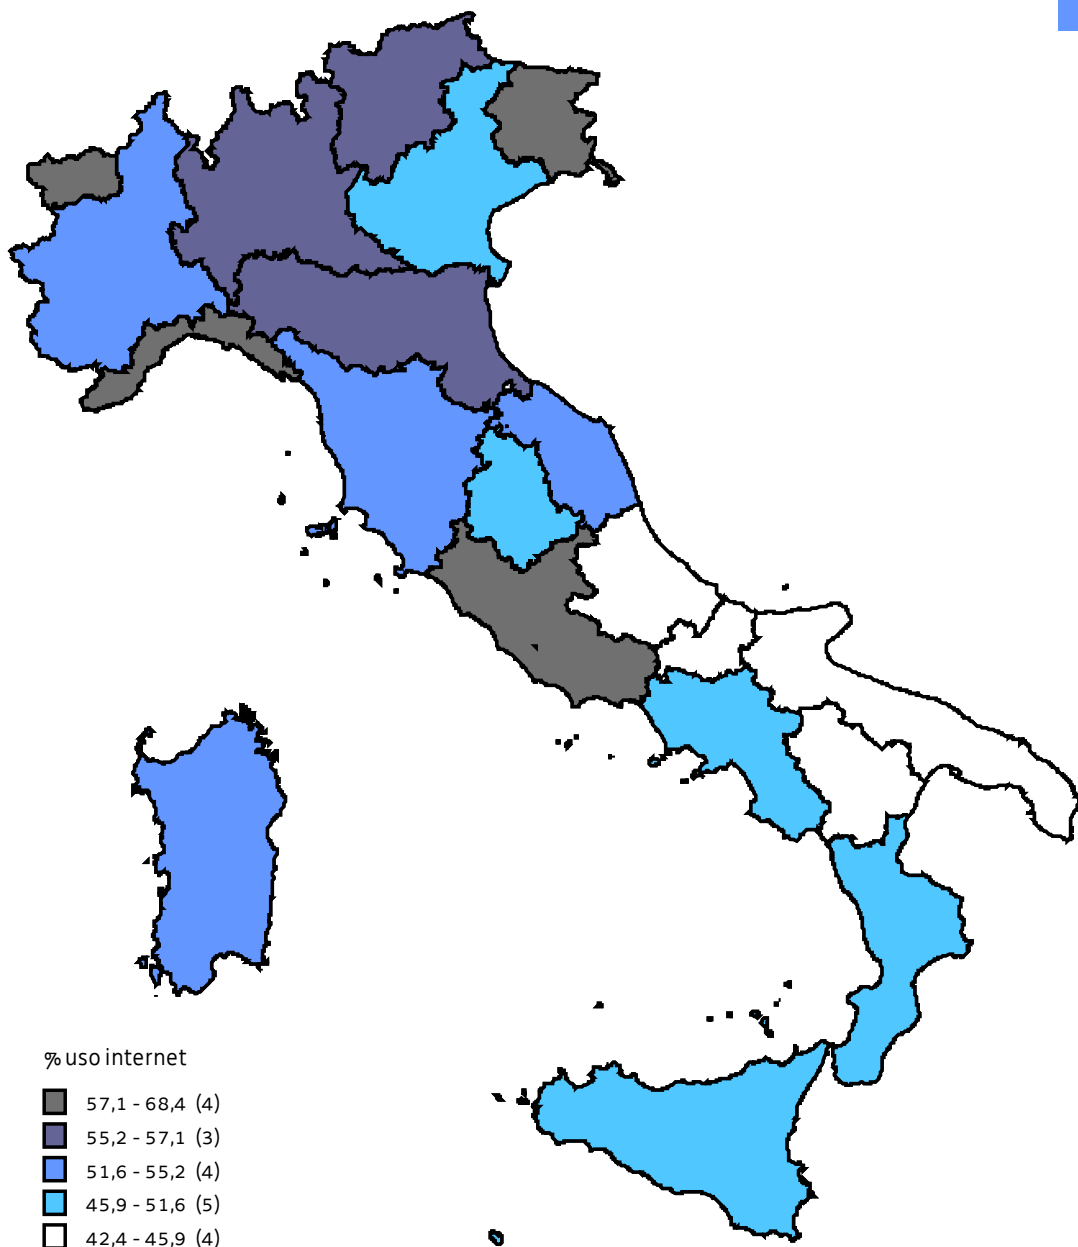 % uso internet
57,1 - 68,4 (4)
55,2 - 57,1 (3)
51,6 - 55,2 (4)
45,9 - 51,6 (5)
42,4 - 45,9 (4)